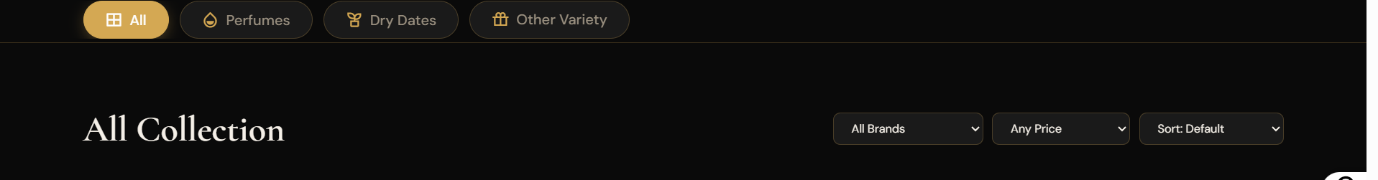 All Perfumes Dry Dates Other Variety
All Collection All Brands Any Price Sort: Default